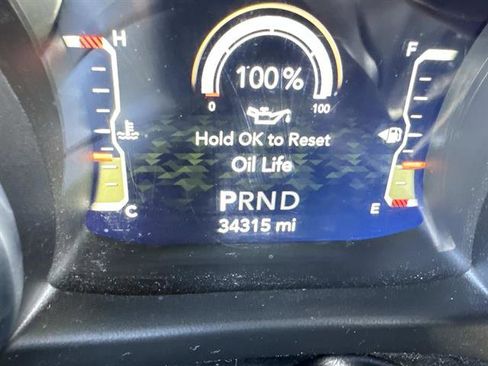 H
F
100%
0
100
Hold OK to Reset
Oil Life
PRND
C
34315 mi
E